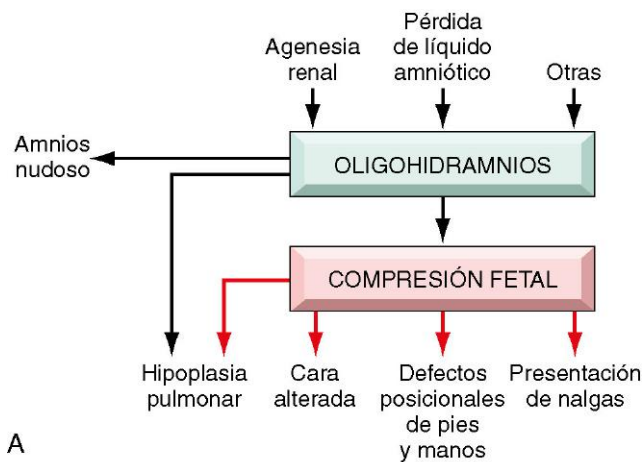 Agenesia
renal
Pérdida
de líquido
amniótico
Otras
Amnios
nudoso
OLIGOHIDRAMNIOS
COMPRESIÓN FETAL
Hipoplasia
pulmonar
Cara
alterada
Defectos
posicionales
de pies
y manos
Presentación
de nalgas
A